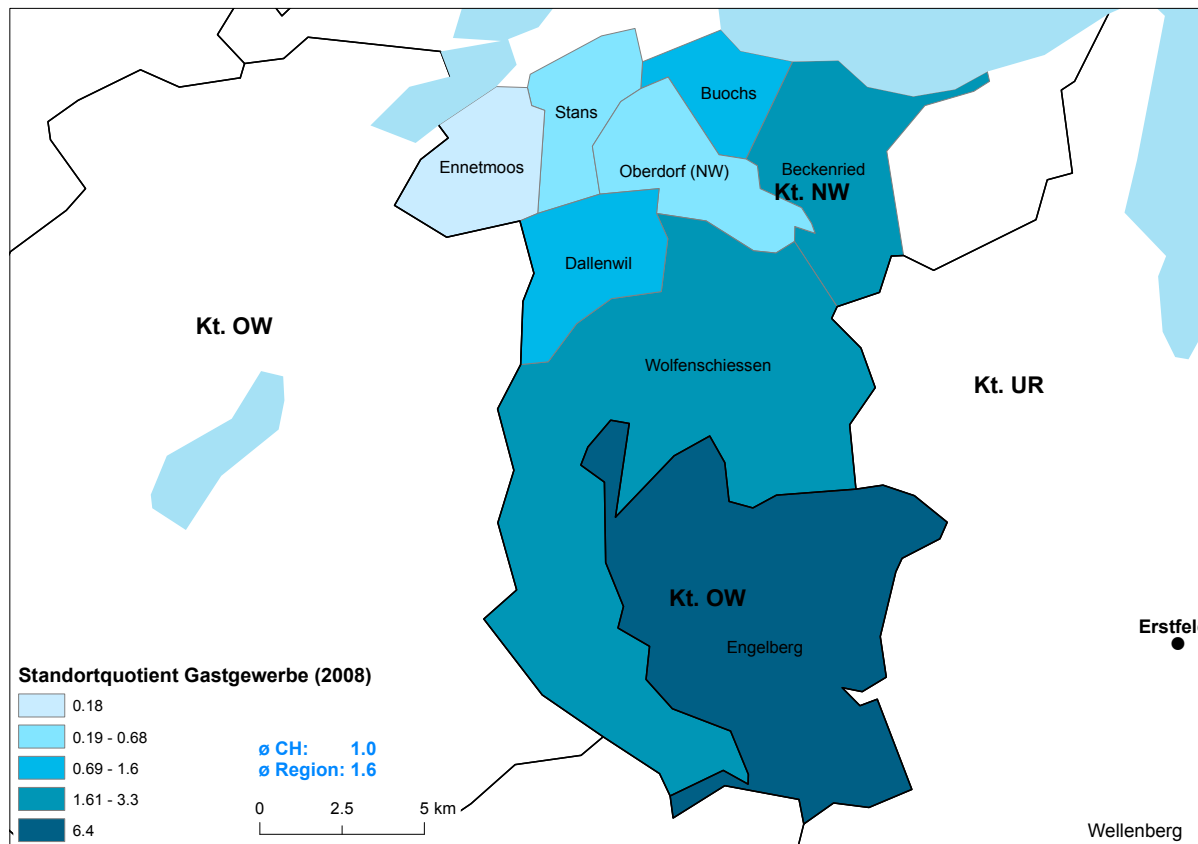 Buochs
Stans
Ennetmoos
Oberdorf (NW)
Beckenried
Kt. NW
Dallenwil
Kt. OW
Wolfenschiessen
Kt. UR
Kt. OW
Engelberg
Erstfel
Standortquotient Gastgewerbe (2008)
0.18
0.19 - 0.68
0.69 - 1.6
1.61 - 3.3
6.4
ø CH: 1.0
ø Region: 1.6
0 2.5 5 km
Wellenberg